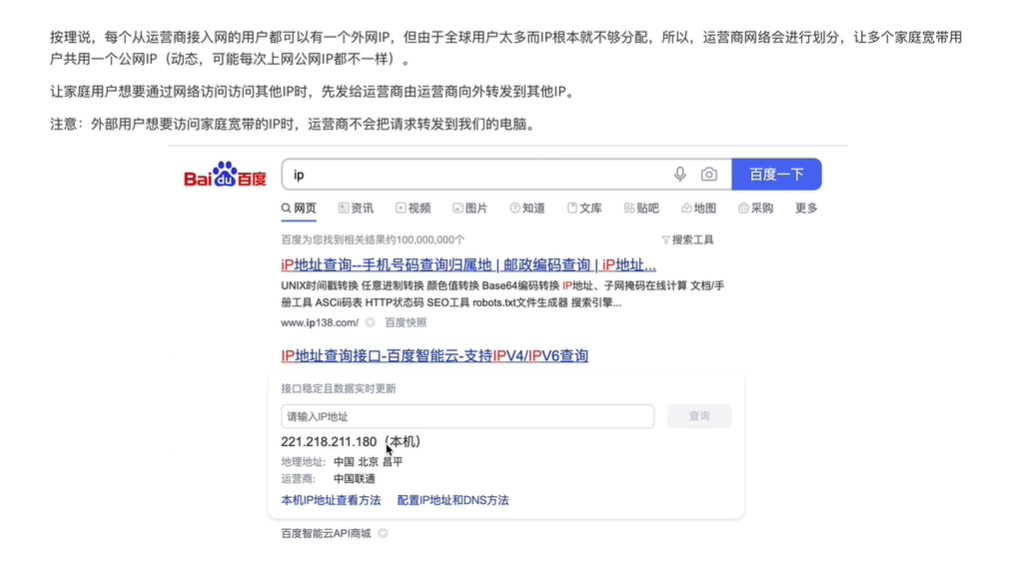 按理说，每个从运营商接入网的用户都可以有一个外网IP，但由于全球用户太多而IP根本就不够分配，所以，运营商网络会进行划分，让多个家庭宽带用
户共用一个公网IP（动态，可能每次上网公网IP都不一样）。
让家庭用户想要通过网络访问访问其他IP时，先发给运营商由运营商向外转发到其他IP。
注意：外部用户想要访问家庭宽带的IP时，运营商不会把请求转发到我们的电脑。
Bai du 百度 ip 百度一下
网页 资讯 视频 图片 知道 文库 贴吧 地图 采购 更多
百度为您找到相关结果约100,000,000个 搜索工具
iP地址查询--手机号码查询归属地 | 邮政编码查询 | iP地址...
UNIX时间戳转换 任意进制转换 颜色值转换 Base64编码转换 IP地址、子网掩码在线计算 文档/手
册工具 ASCii码表 HTTP状态码 SEO工具 robots.txt文件生成器 搜索引擎...
www.ip138.com/ 百度快照
IP地址查询接口-百度智能云-支持IPV4/IPV6查询
接口稳定且数据实时更新
请输入IP地址 查询
221.218.211.180（本机）
地理地址: 中国 北京 昌平
运营商: 中国联通
本机IP地址查看方法 配置IP地址和DNS方法
百度智能云API商城